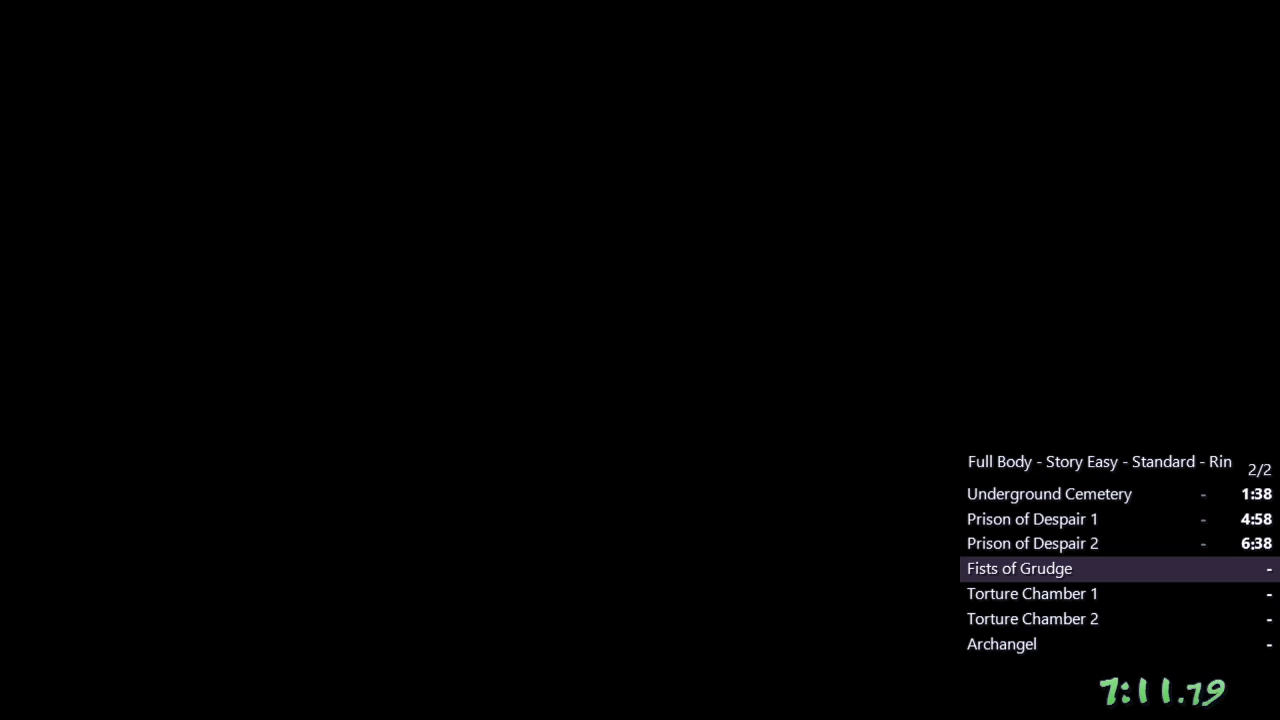 Full Body - Story Easy - Standard - Rin
2/2
Underground Cemetery - 1:38
Prison of Despair 1 - 4:58
Prison of Despair 2 - 6:38
Fists of Grudge -
Torture Chamber 1 -
Torture Chamber 2 -
Archangel -
7:11.79